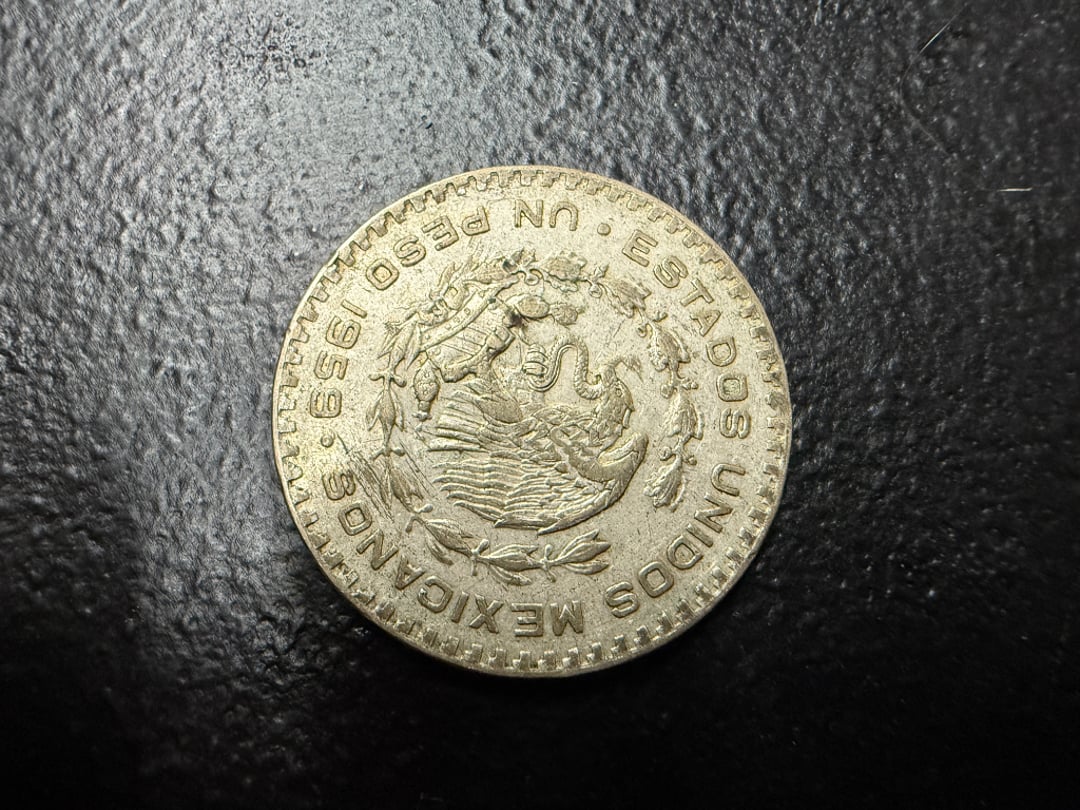 ESTADOS UNIDOS MEXICANOS
· UN PESO 1959 ·